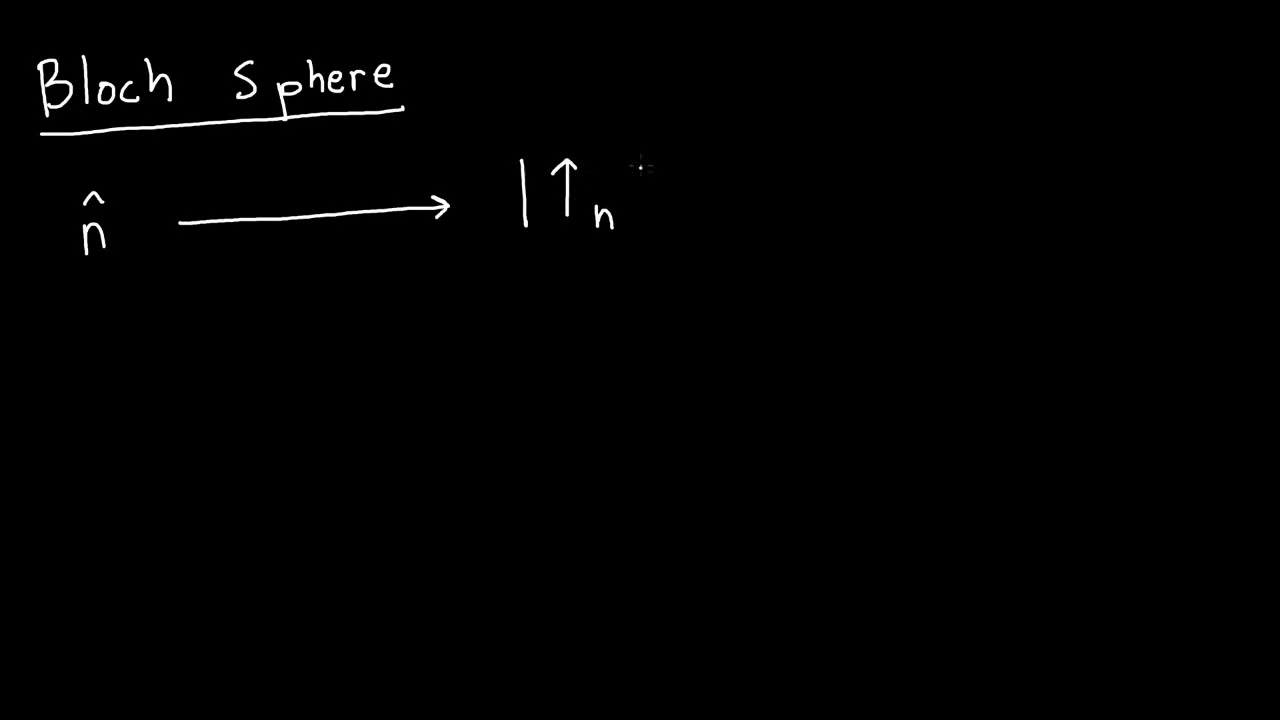 Bloch Sphere
n̂ ⟶ |↑n